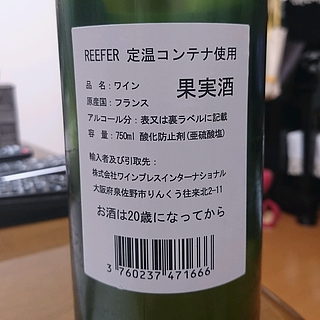 REEFER 定温コンテナ使用
品 名：ワイン
果実酒
原産国：フランス
アルコール分：表又は裏ラベルに記載
容 量：750ml 酸化防止剤(亜硫酸塩)
輸入者及び引取先：
株式会社ワインプレスインターナショナル
大阪府泉佐野市りんくう往来北2-11
お酒は20歳になってから
3 760237 471666